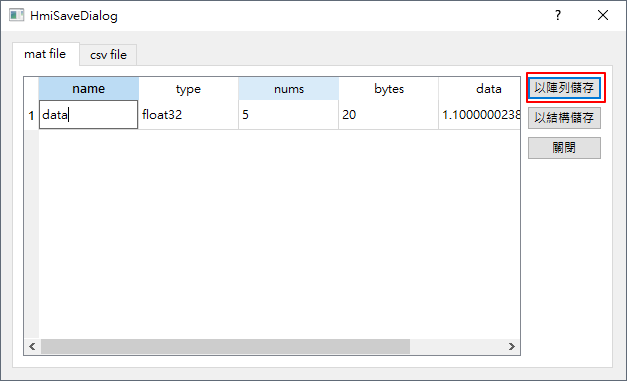 HmiSaveDialog
mat file csv file
name type nums bytes data
1 data float32 5 20 1.1000000238
以陣列儲存
以結構儲存
關閉